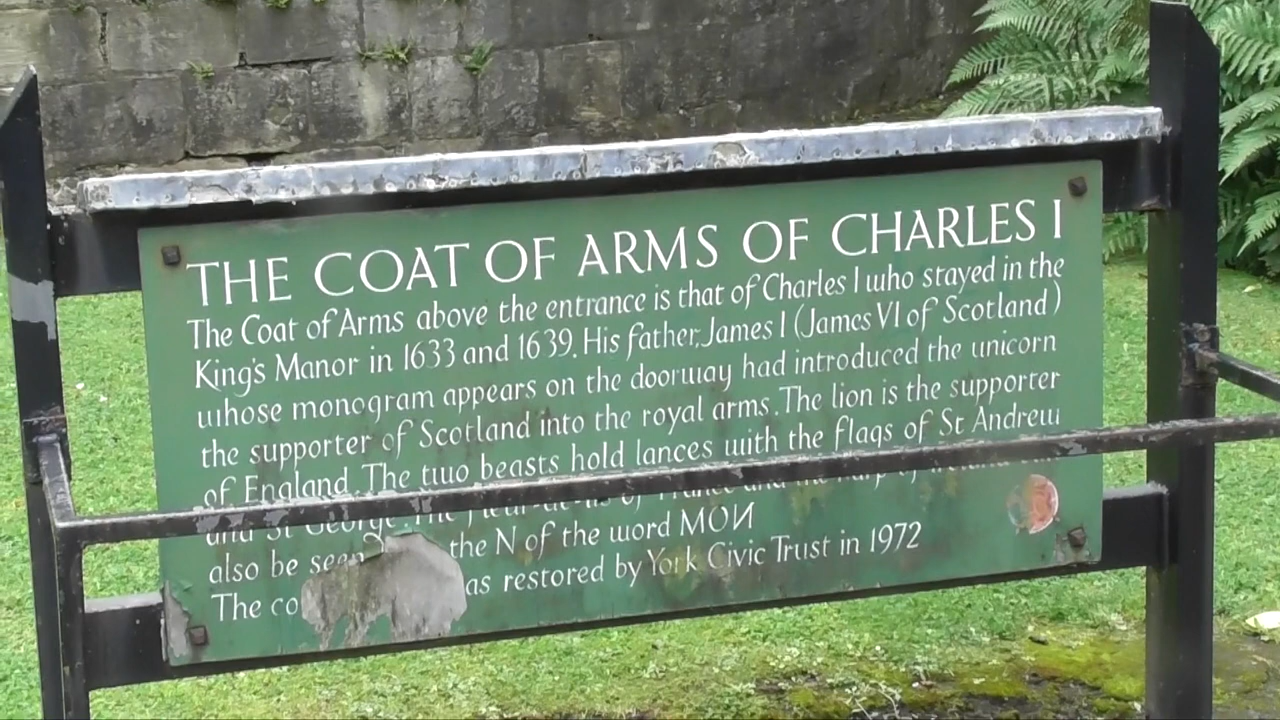 THE COAT OF ARMS OF CHARLES I
The Coat of Arms above the entrance is that of Charles I who stayed in the
King's Manor in 1633 and 1639. His father, James I (James VI of Scotland)
whose monogram appears on the doorway had introduced the unicorn
the supporter of Scotland into the royal arms. The lion is the supporter
of England. The two beasts hold lances with the flags of St Andrew
and St George. The fleur-de-lis of France and the harp of
also be seen the N of the word MOИ
The co as restored by York Civic Trust in 1972